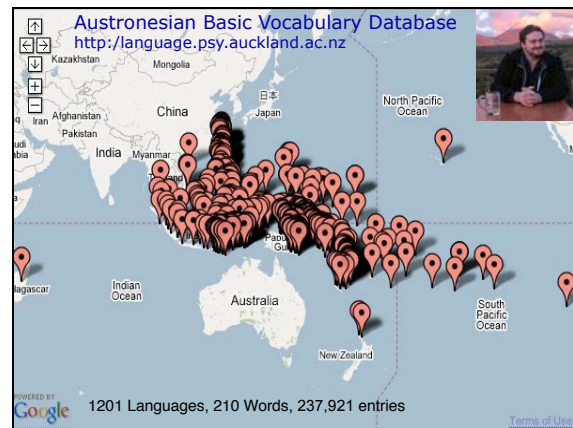 Austronesian Basic Vocabulary Database
http:/language.psy.auckland.ac.nz
Kazakhstan
Mongolia
日本
Japan
North Pacific
Ocean
China
Iran
Afghanistan
Pakistan
India
Myanmar
Papua
Indian
Ocean
Australia
South
Pacific
Ocean
New Zealand
POWERED BY
Google
1201 Languages, 210 Words, 237,921 entries
Terms of Use